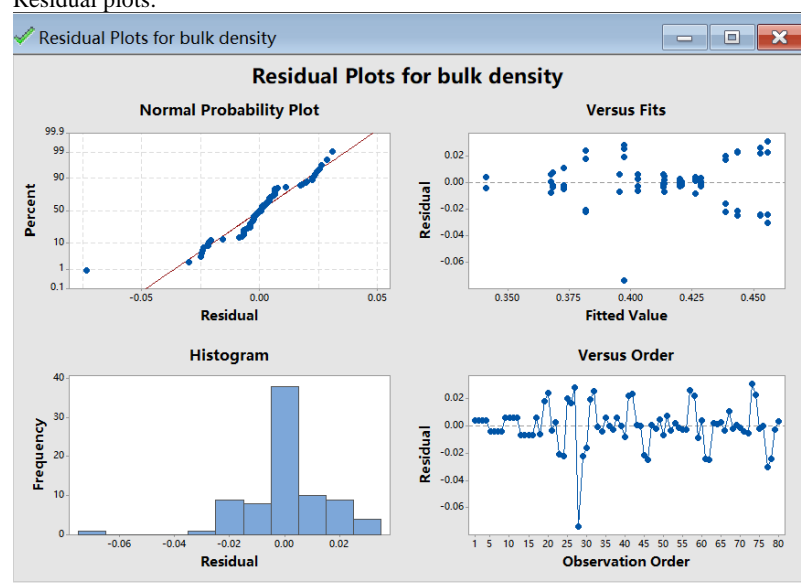 Residual plots:
Residual Plots for bulk density
Residual Plots for bulk density
Normal Probability Plot
99.9
99
90
50
10
1
0.1
Percent
-0.05 0.00 0.05
Residual
Versus Fits
0.02
0.00
-0.02
-0.04
-0.06
Residual
0.350 0.375 0.400 0.425 0.450
Fitted Value
Histogram
40
30
20
10
0
Frequency
-0.06 -0.04 -0.02 0.00 0.02
Residual
Versus Order
0.02
0.00
-0.02
-0.04
-0.06
Residual
1 5 10 15 20 25 30 35 40 45 50 55 60 65 70 75 80
Observation Order